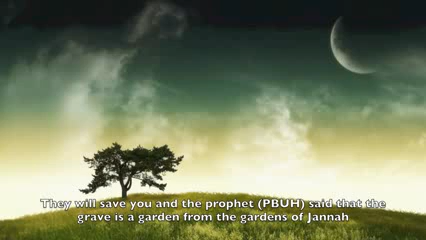 They will save you and the prophet (PBUH) said that the
grave is a garden from the gardens of Jannah